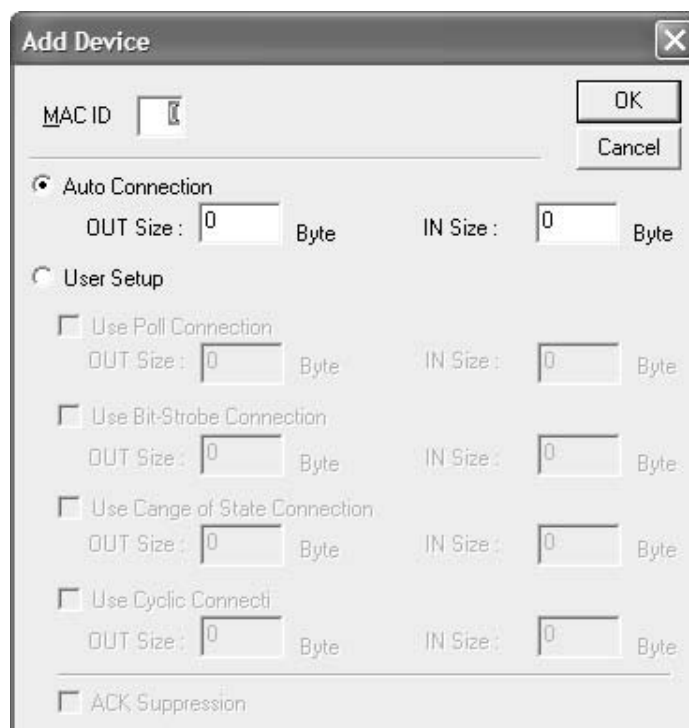 Add Device
MAC ID 0 OK
Cancel
Auto Connection
OUT Size : 0 Byte IN Size : 0 Byte
User Setup
Use Poll Connection
OUT Size : 0 Byte IN Size : 0 Byte
Use Bit-Strobe Connection
OUT Size : 0 Byte IN Size : 0 Byte
Use Cange of State Connection
OUT Size : 0 Byte IN Size : 0 Byte
Use Cyclic Connecti
OUT Size : 0 Byte IN Size : 0 Byte
ACK Suppression